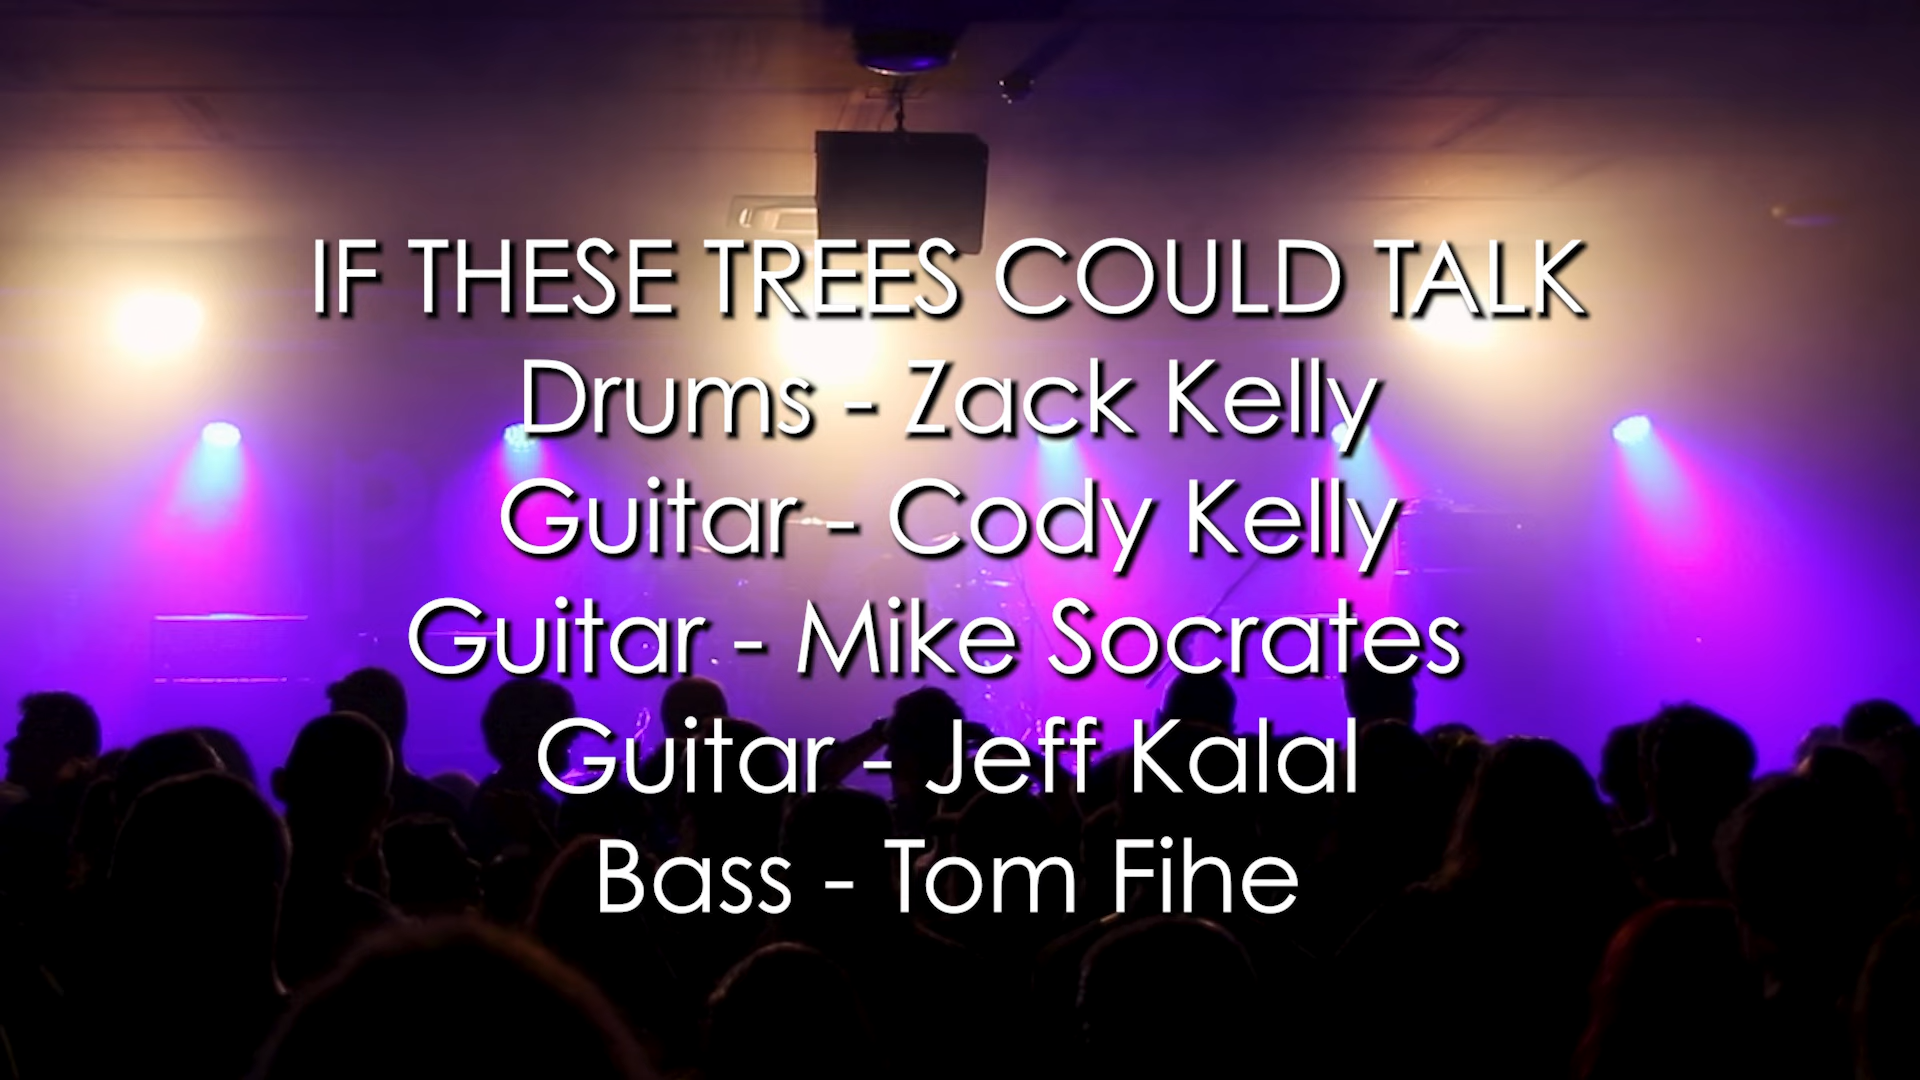 IF THESE TREES COULD TALK
Drums - Zack Kelly
Guitar - Cody Kelly
Guitar - Mike Socrates
Guitar - Jeff Kalal
Bass - Tom Fihe